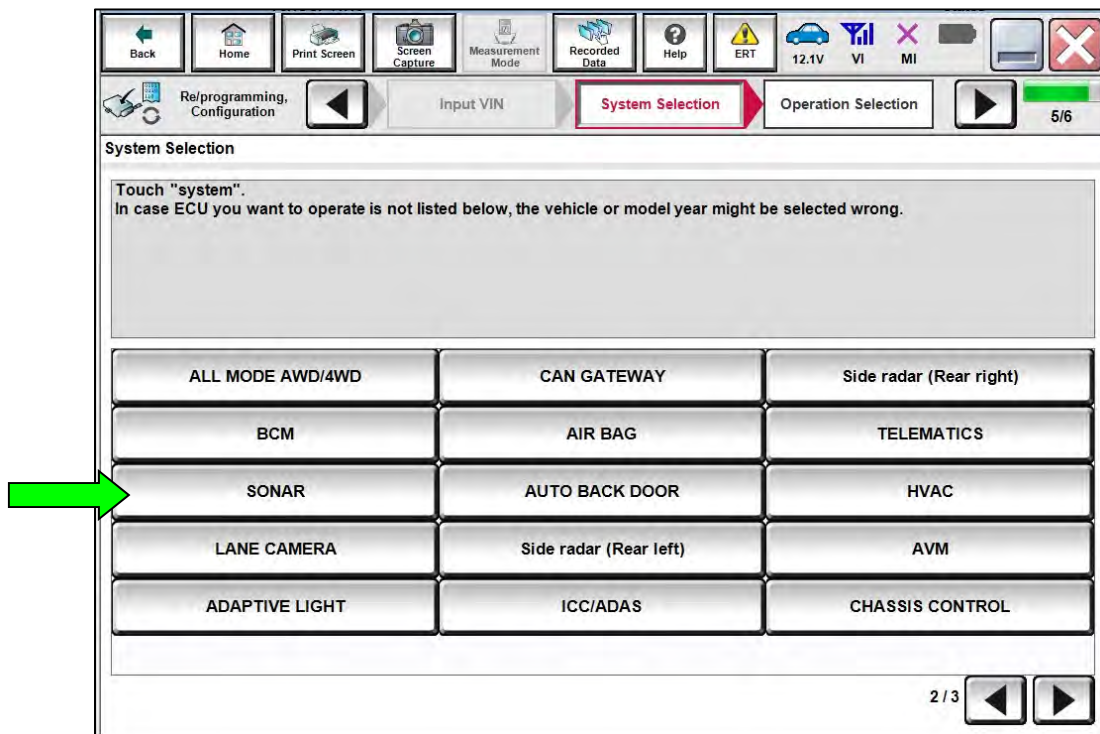 Back
Home
Print Screen
Screen
Capture
Measurement
Mode
Recorded
Data
Help
ERT
12.1V
VI
MI
Re/programming,
Configuration
Input VIN
System Selection
Operation Selection
5/6
System Selection
Touch "system".
In case ECU you want to operate is not listed below, the vehicle or model year might be selected wrong.
ALL MODE AWD/4WD
CAN GATEWAY
Side radar (Rear right)
BCM
AIR BAG
TELEMATICS
SONAR
AUTO BACK DOOR
HVAC
LANE CAMERA
Side radar (Rear left)
AVM
ADAPTIVE LIGHT
ICC/ADAS
CHASSIS CONTROL
2 / 3